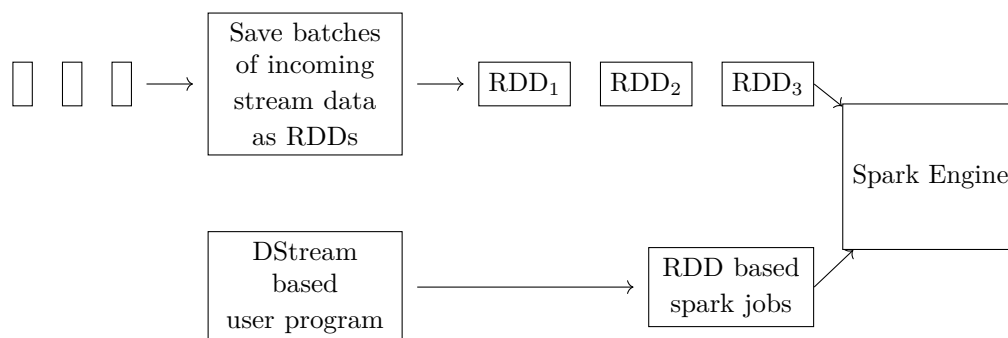 Save batches
of incoming
stream data
as RDDs
RDD₁
RDD₂
RDD₃
Spark Engine
DStream
based
user program
RDD based
spark jobs